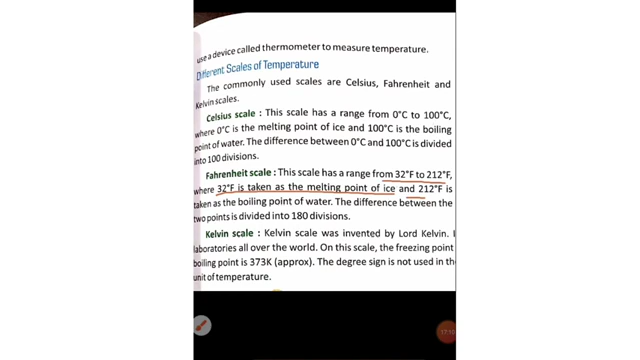 use a device called thermometer to measure temperature.
Different Scales of Temperature
The commonly used scales are Celsius, Fahrenheit and
Kelvin scales.
Celsius scale : This scale has a range from 0°C to 100°C,
where 0°C is the melting point of ice and 100°C is the boiling
point of water. The difference between 0°C and 100°C is divided
into 100 divisions.
Fahrenheit scale : This scale has a range from 32°F to 212°F,
where 32°F is taken as the melting point of ice and 212°F is
taken as the boiling point of water. The difference between the
two points is divided into 180 divisions.
Kelvin scale : Kelvin scale was invented by Lord Kelvin.
laboratories all over the world. On this scale, the freezing point
boiling point is 373K (approx). The degree sign is not used in the
unit of temperature.
17:10